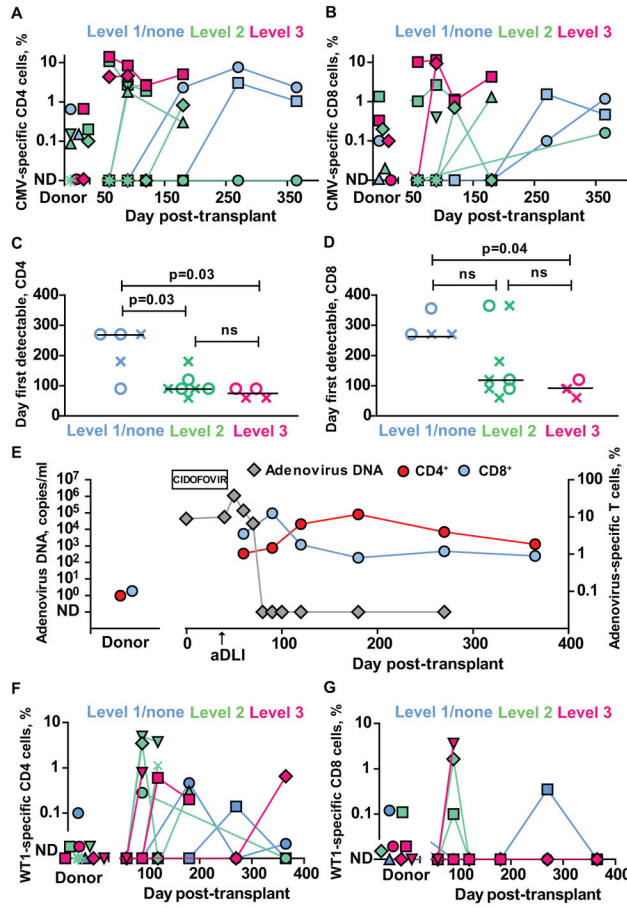 A
Level 1/none Level 2 Level 3
CMV-specific CD4 cells, %
100
10
1
0.1
ND
Donor
50 150 250 350
Day post-transplant
B
Level 1/none Level 2 Level 3
CMV-specific CD8 cells, %
100
10
1
0.1
ND
Donor
50 150 250 350
Day post-transplant
C
p=0.03
p=0.03
ns
Day first detectable, CD4
400
300
200
100
0
Level 1/none Level 2 Level 3
D
p=0.04
ns ns
Day first detectable, CD8
400
300
200
100
0
Level 1/none Level 2 Level 3
E
CIDOFOVIR
Adenovirus DNA CD4+ CD8+
Adenovirus DNA, copies/ml
10⁷
10⁶
10⁵
10⁴
10³
10²
10¹
10⁰
ND
Adenovirus-specific T cells, %
100
10
1
0.1
Donor
0 100 200 300 400
↑
aDLI
Day post-transplant
F
Level 1/none Level 2 Level 3
WT1-specific CD4 cells, %
10
1
0.1
ND
Donor
0 100 200 300 400
Day post-transplant
G
Level 1/none Level 2 Level 3
WT1-specific CD8 cells, %
10
1
0.1
ND
Donor
0 100 200 300 400
Day post-transplant